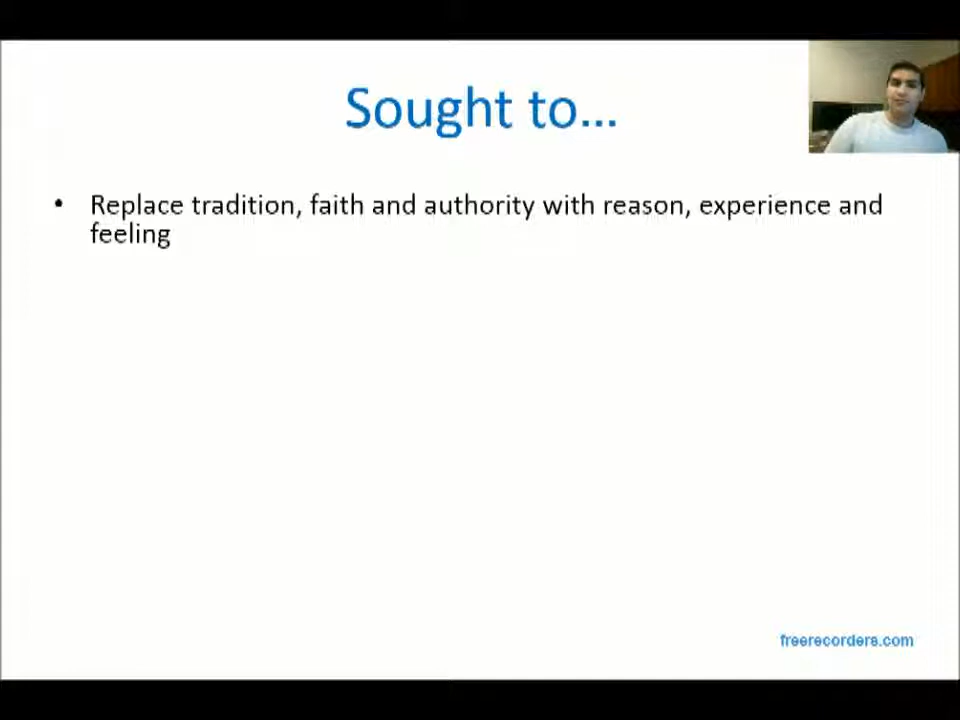 Sought to...
• Replace tradition, faith and authority with reason, experience and
feeling
freerecorders.com